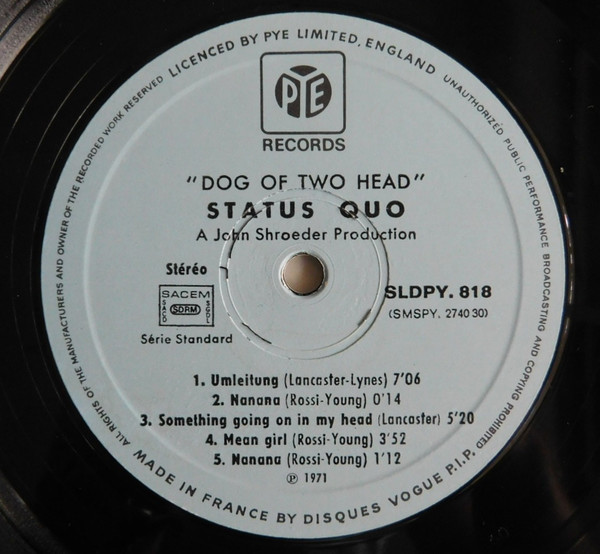 LICENCED BY PYE LIMITED, ENGLAND
UNAUTHORIZED PUBLIC PERFORMANCE BROADCASTING AND COPYING PROHIBITED
ALL RIGHTS OF THE MANUFACTURERS AND OWNER OF THE RECORDED WORK RESERVED
PYE
RECORDS
"DOG OF TWO HEAD"
STATUS QUO
A John Shroeder Production
Stéréo
SACEM
SACD SDRM SGDL
Série Standard
SLDPY. 818
(SMSPY. 2740 30)
1. Umleitung (Lancaster-Lynes) 7'06
2. Nanana (Rossi-Young) 0'14
3. Something going on in my head (Lancaster) 5'20
4. Mean girl (Rossi-Young) 3'52
5. Nanana (Rossi-Young) 1'12
℗ 1971
MADE IN FRANCE BY DISQUES VOGUE P.I.P.